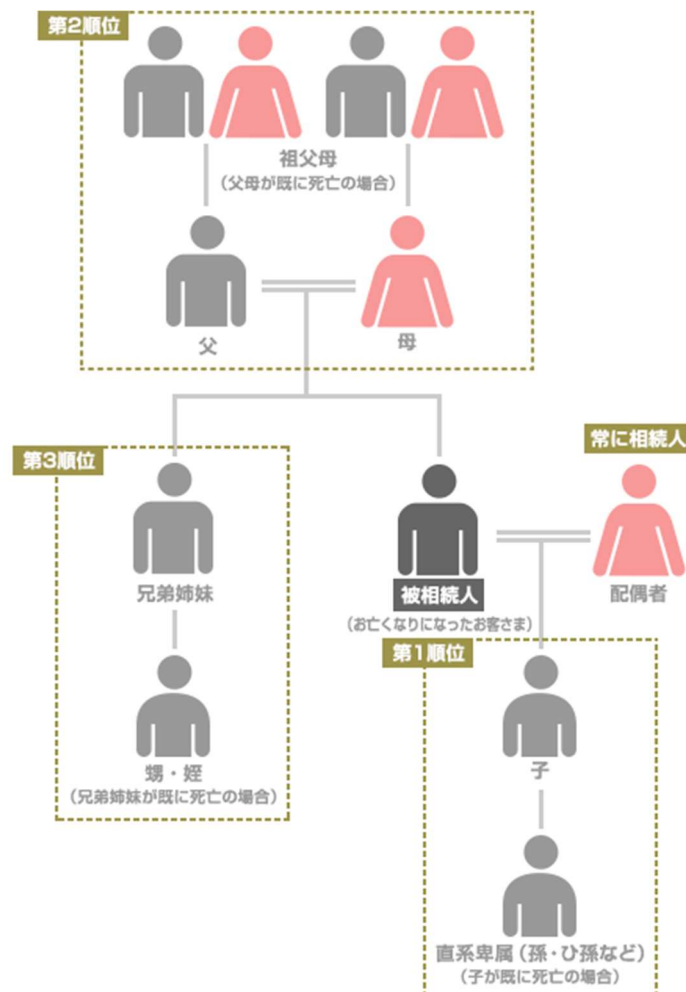 第2順位
祖父母
（父母が既に死亡の場合）
父
母
第3順位
常に相続人
兄弟姉妹
被相続人
配偶者
（お亡くなりになったお客さま）
第1順位
甥・姪
（兄弟姉妹が既に死亡の場合）
子
直系卑属（孫・ひ孫など）
（子が既に死亡の場合）